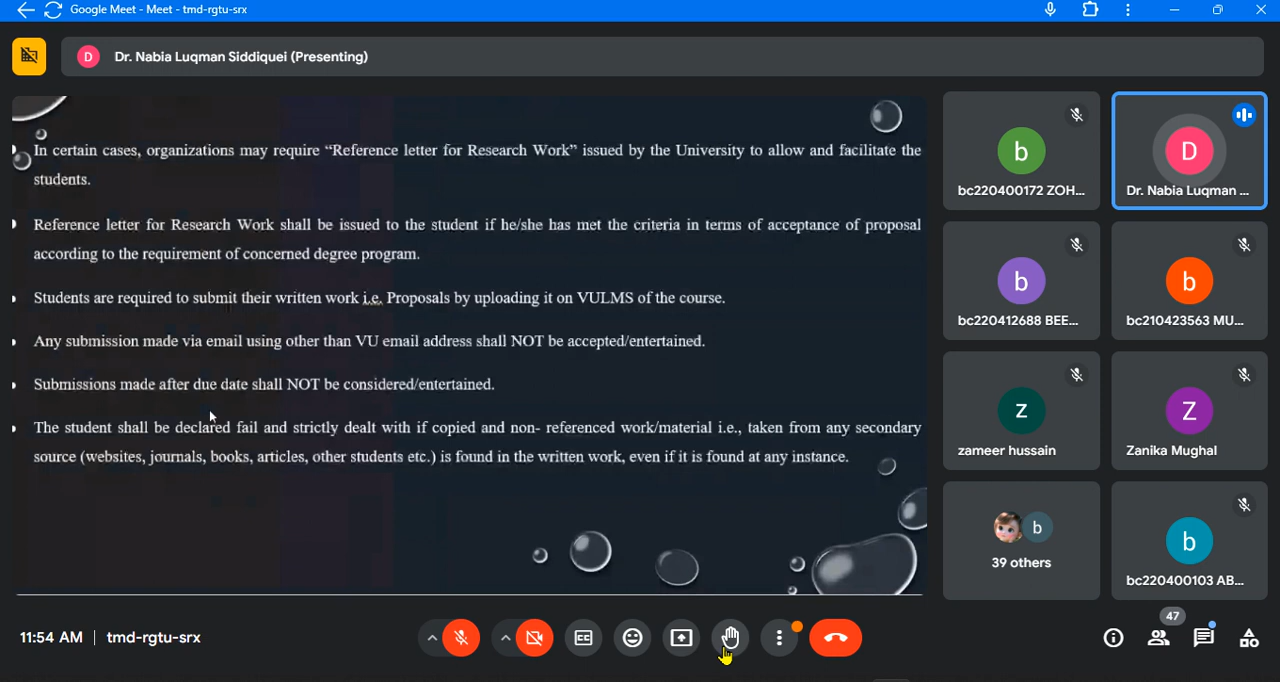 Google Meet - Meet - tmd-rgtu-srx
D Dr. Nabia Luqman Siddiquei (Presenting)
In certain cases, organizations may require “Reference letter for Research Work” issued by the University to allow and facilitate the
students.
Reference letter for Research Work shall be issued to the student if he/she has met the criteria in terms of acceptance of proposal
according to the requirement of concerned degree program.
Students are required to submit their written work i.e. Proposals by uploading it on VULMS of the course.
Any submission made via email using other than VU email address shall NOT be accepted/entertained.
Submissions made after due date shall NOT be considered/entertained.
The student shall be declared fail and strictly dealt with if copied and non- referenced work/material i.e., taken from any secondary
source (websites, journals, books, articles, other students etc.) is found in the written work, even if it is found at any instance.
b
bc220400172 ZOH...
D
Dr. Nabia Luqman ...
b
bc220412688 BEE...
b
bc210423563 MU...
z
zameer hussain
Z
Zanika Mughal
b
39 others
b
bc220400103 AB...
11:54 AM | tmd-rgtu-srx
CC
47